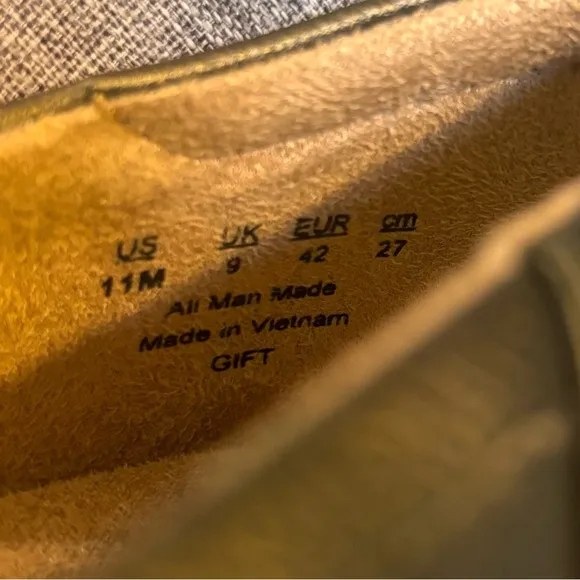 US UK EUR cm
11M 9 42 27
All Man Made
Made in Vietnam
GIFT